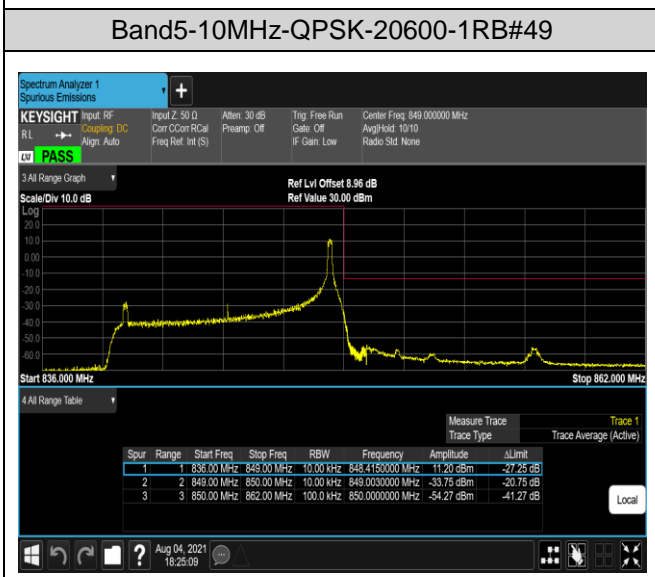 Band5-10MHz-QPSK-20600-1RB#49
Spectrum Analyzer 1
Spurious Emissions
+
KEYSIGHT Input: RF Input Z: 50 Ω Atten: 30 dB Trig: Free Run Center Freq: 849.000000 MHz
R L Coupling: DC Corr CCorr RCal Preamp: Off Gate: Off Avg|Hold: 10/10
Align: Auto Freq Ref: Int (S) IF Gain: Low Radio Std: None
LXI PASS
3 All Range Graph
Ref Lvl Offset 8.96 dB
Scale/Div 10.0 dB Ref Value 30.00 dBm
Log
20.0
10.0
0.00
-10.0
-20.0
-30.0
-40.0
-50.0
-60.0
Start 836.000 MHz Stop 862.000 MHz
4 All Range Table
Measure Trace Trace 1
Trace Type Trace Average (Active)
Spur Range Start Freq Stop Freq RBW Frequency Amplitude ΔLimit
1 1 836.00 MHz 849.00 MHz 10.00 kHz 848.4150000 MHz 11.20 dBm -27.25 dB
2 2 849.00 MHz 850.00 MHz 10.00 kHz 849.0030000 MHz -33.75 dBm -20.75 dB
3 3 850.00 MHz 862.00 MHz 100.0 kHz 850.0000000 MHz -54.27 dBm -41.27 dB
Local
? Aug 04, 2021
18:25:09